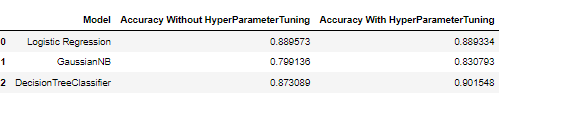 Model Accuracy Without HyperParameterTuning Accuracy With HyperParameterTuning
0 Logistic Regression 0.889573 0.889334
1 GaussianNB 0.799136 0.830793
2 DecisionTreeClassifier 0.873089 0.901548